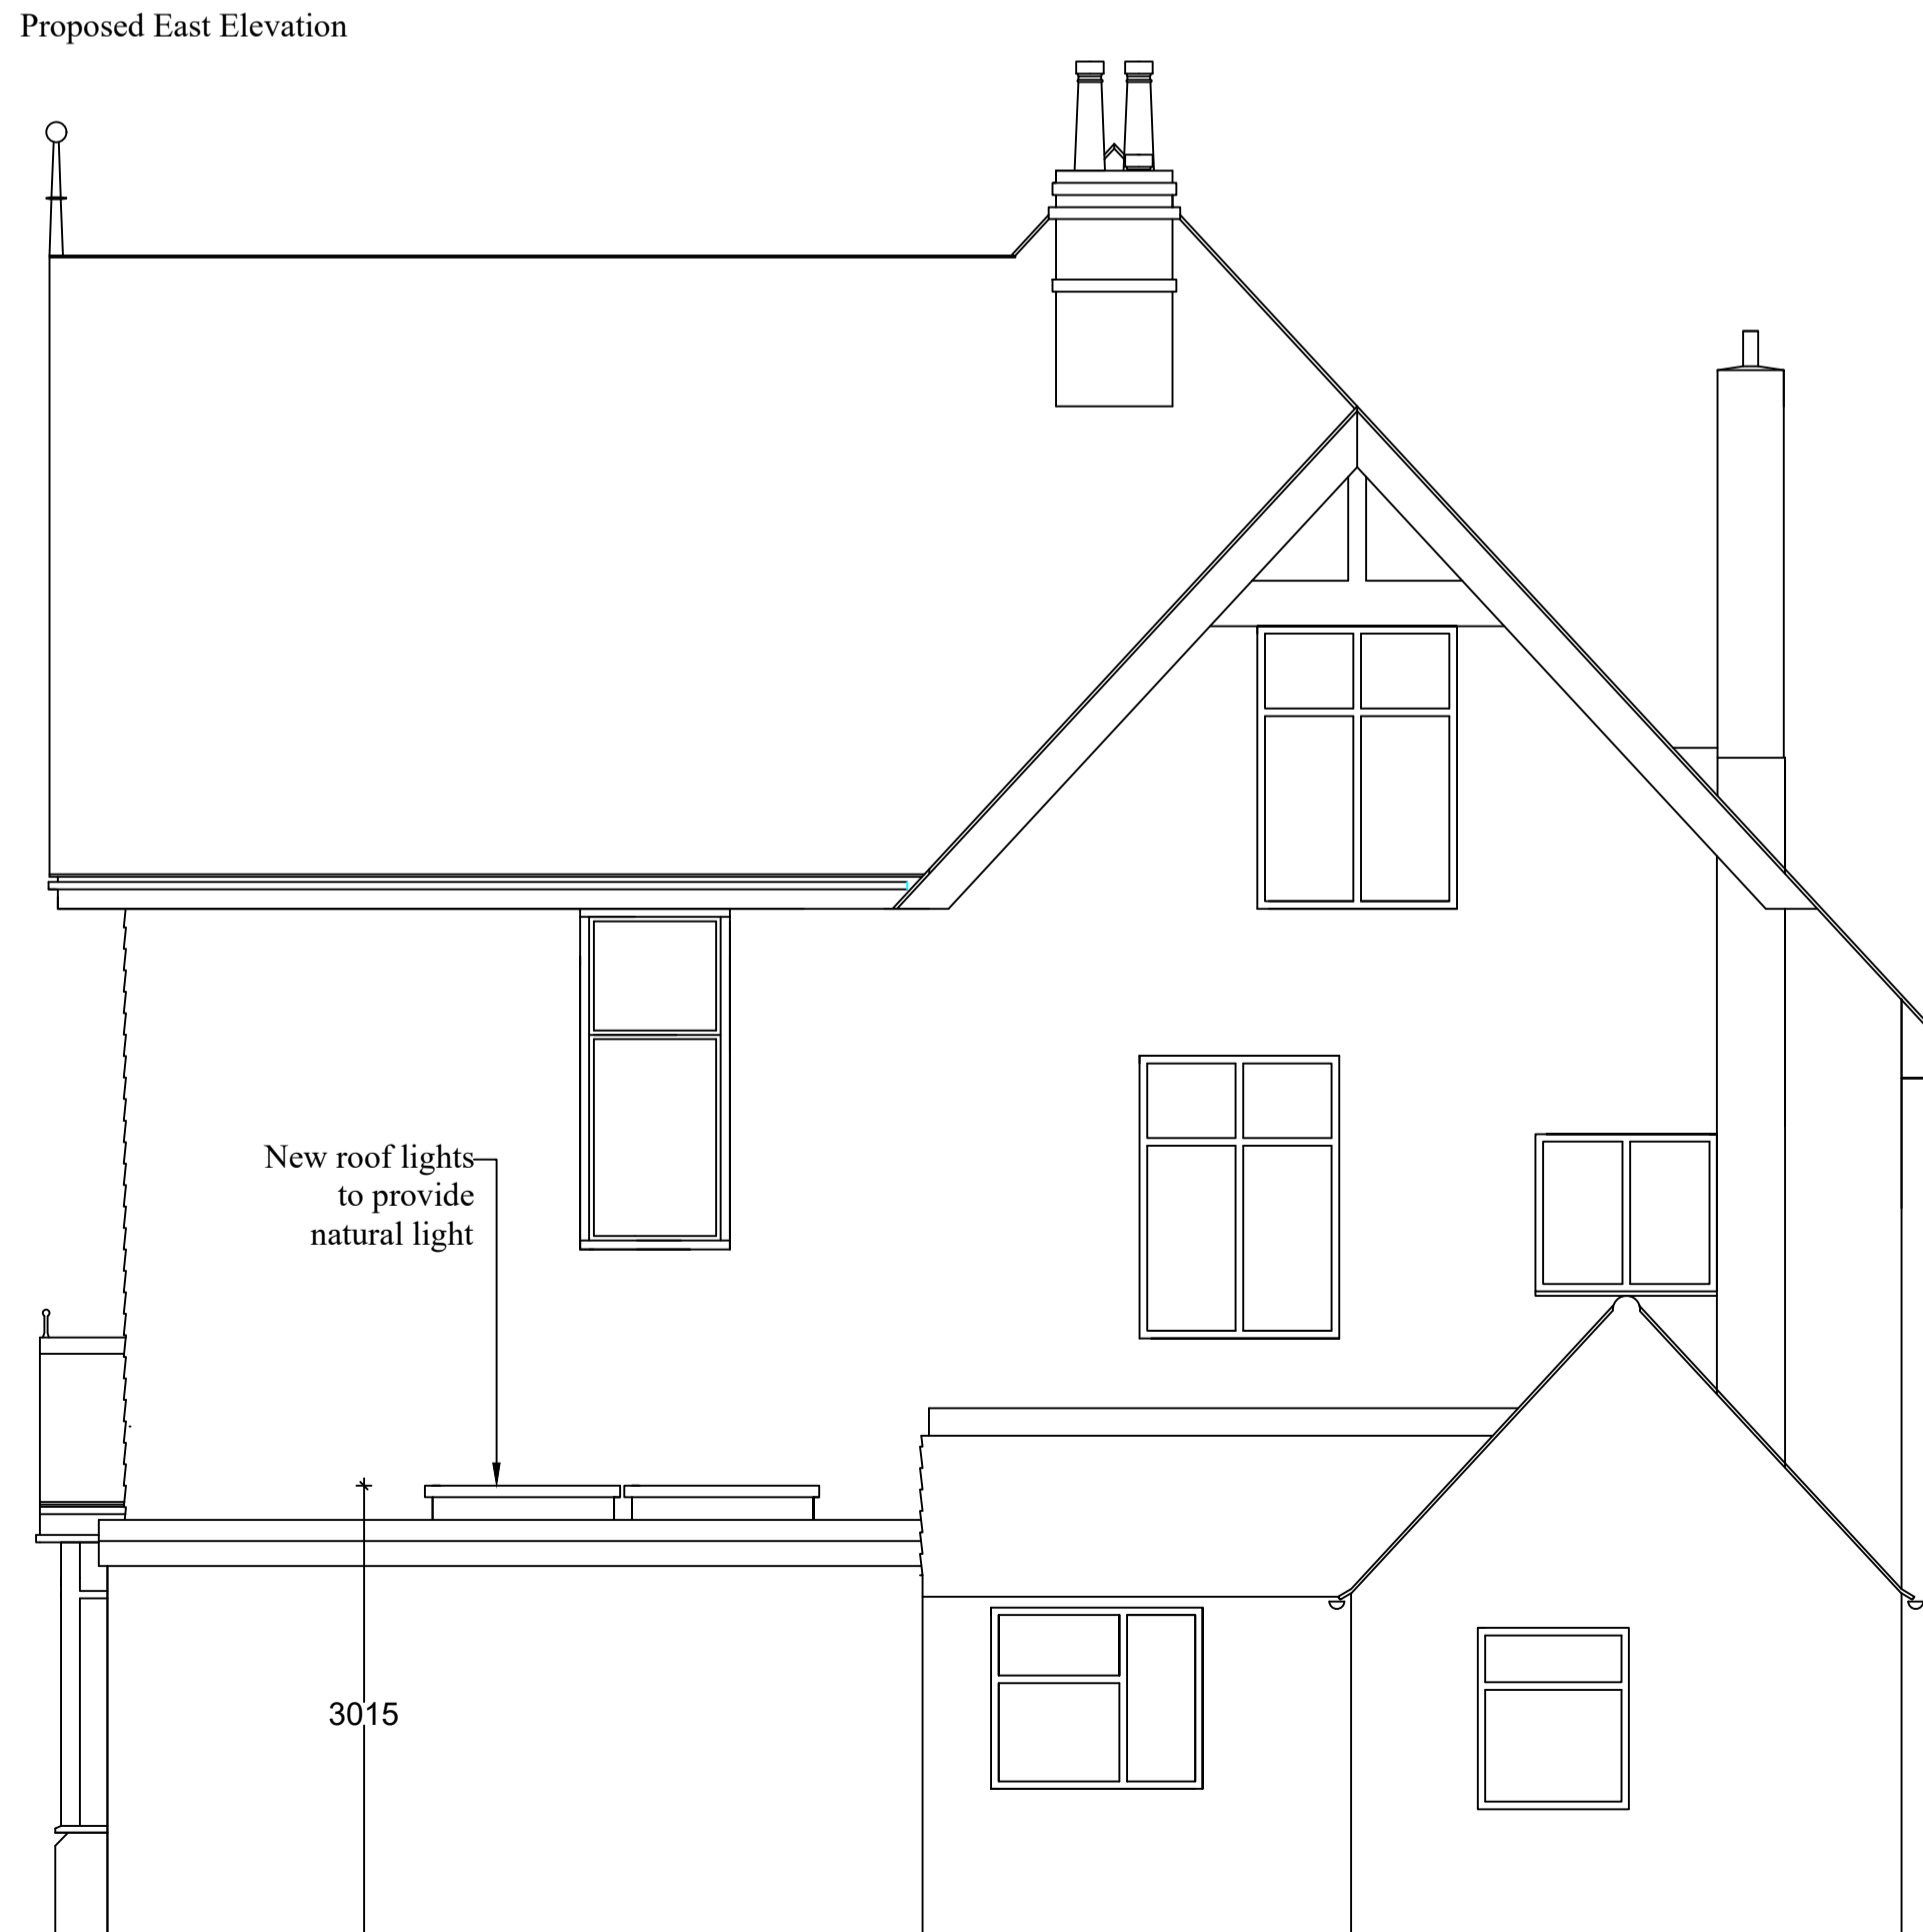 Proposed East Elevation
New roof lights
to provide
natural light
3015